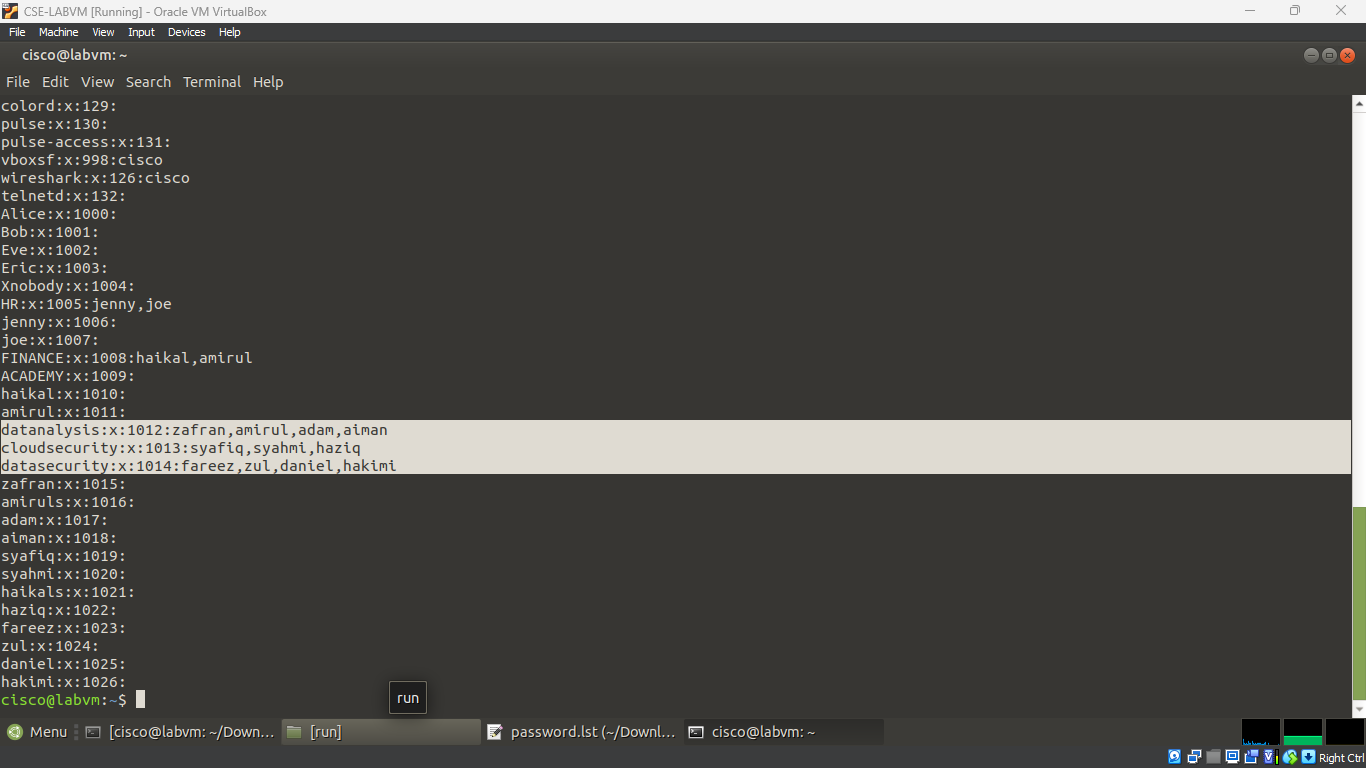 CSE-LABVM [Running] - Oracle VM VirtualBox
File Machine View Input Devices Help
cisco@labvm: ~
File Edit View Search Terminal Help
colord:x:129:
pulse:x:130:
pulse-access:x:131:
vboxsf:x:998:cisco
wireshark:x:126:cisco
telnetd:x:132:
Alice:x:1000:
Bob:x:1001:
Eve:x:1002:
Eric:x:1003:
Xnobody:x:1004:
HR:x:1005:jenny,joe
jenny:x:1006:
joe:x:1007:
FINANCE:x:1008:haikal,amirul
ACADEMY:x:1009:
haikal:x:1010:
amirul:x:1011:
datanalysis:x:1012:zafran,amirul,adam,aiman
cloudsecurity:x:1013:syafiq,syahmi,haziq
datasecurity:x:1014:fareez,zul,daniel,hakimi
zafran:x:1015:
amiruls:x:1016:
adam:x:1017:
aiman:x:1018:
syafiq:x:1019:
syahmi:x:1020:
haikals:x:1021:
haziq:x:1022:
fareez:x:1023:
zul:x:1024:
daniel:x:1025:
hakimi:x:1026:
cisco@labvm:~$
run
Menu [cisco@labvm: ~/Down... [run] password.lst (~/Downl... cisco@labvm: ~
Right Ctrl